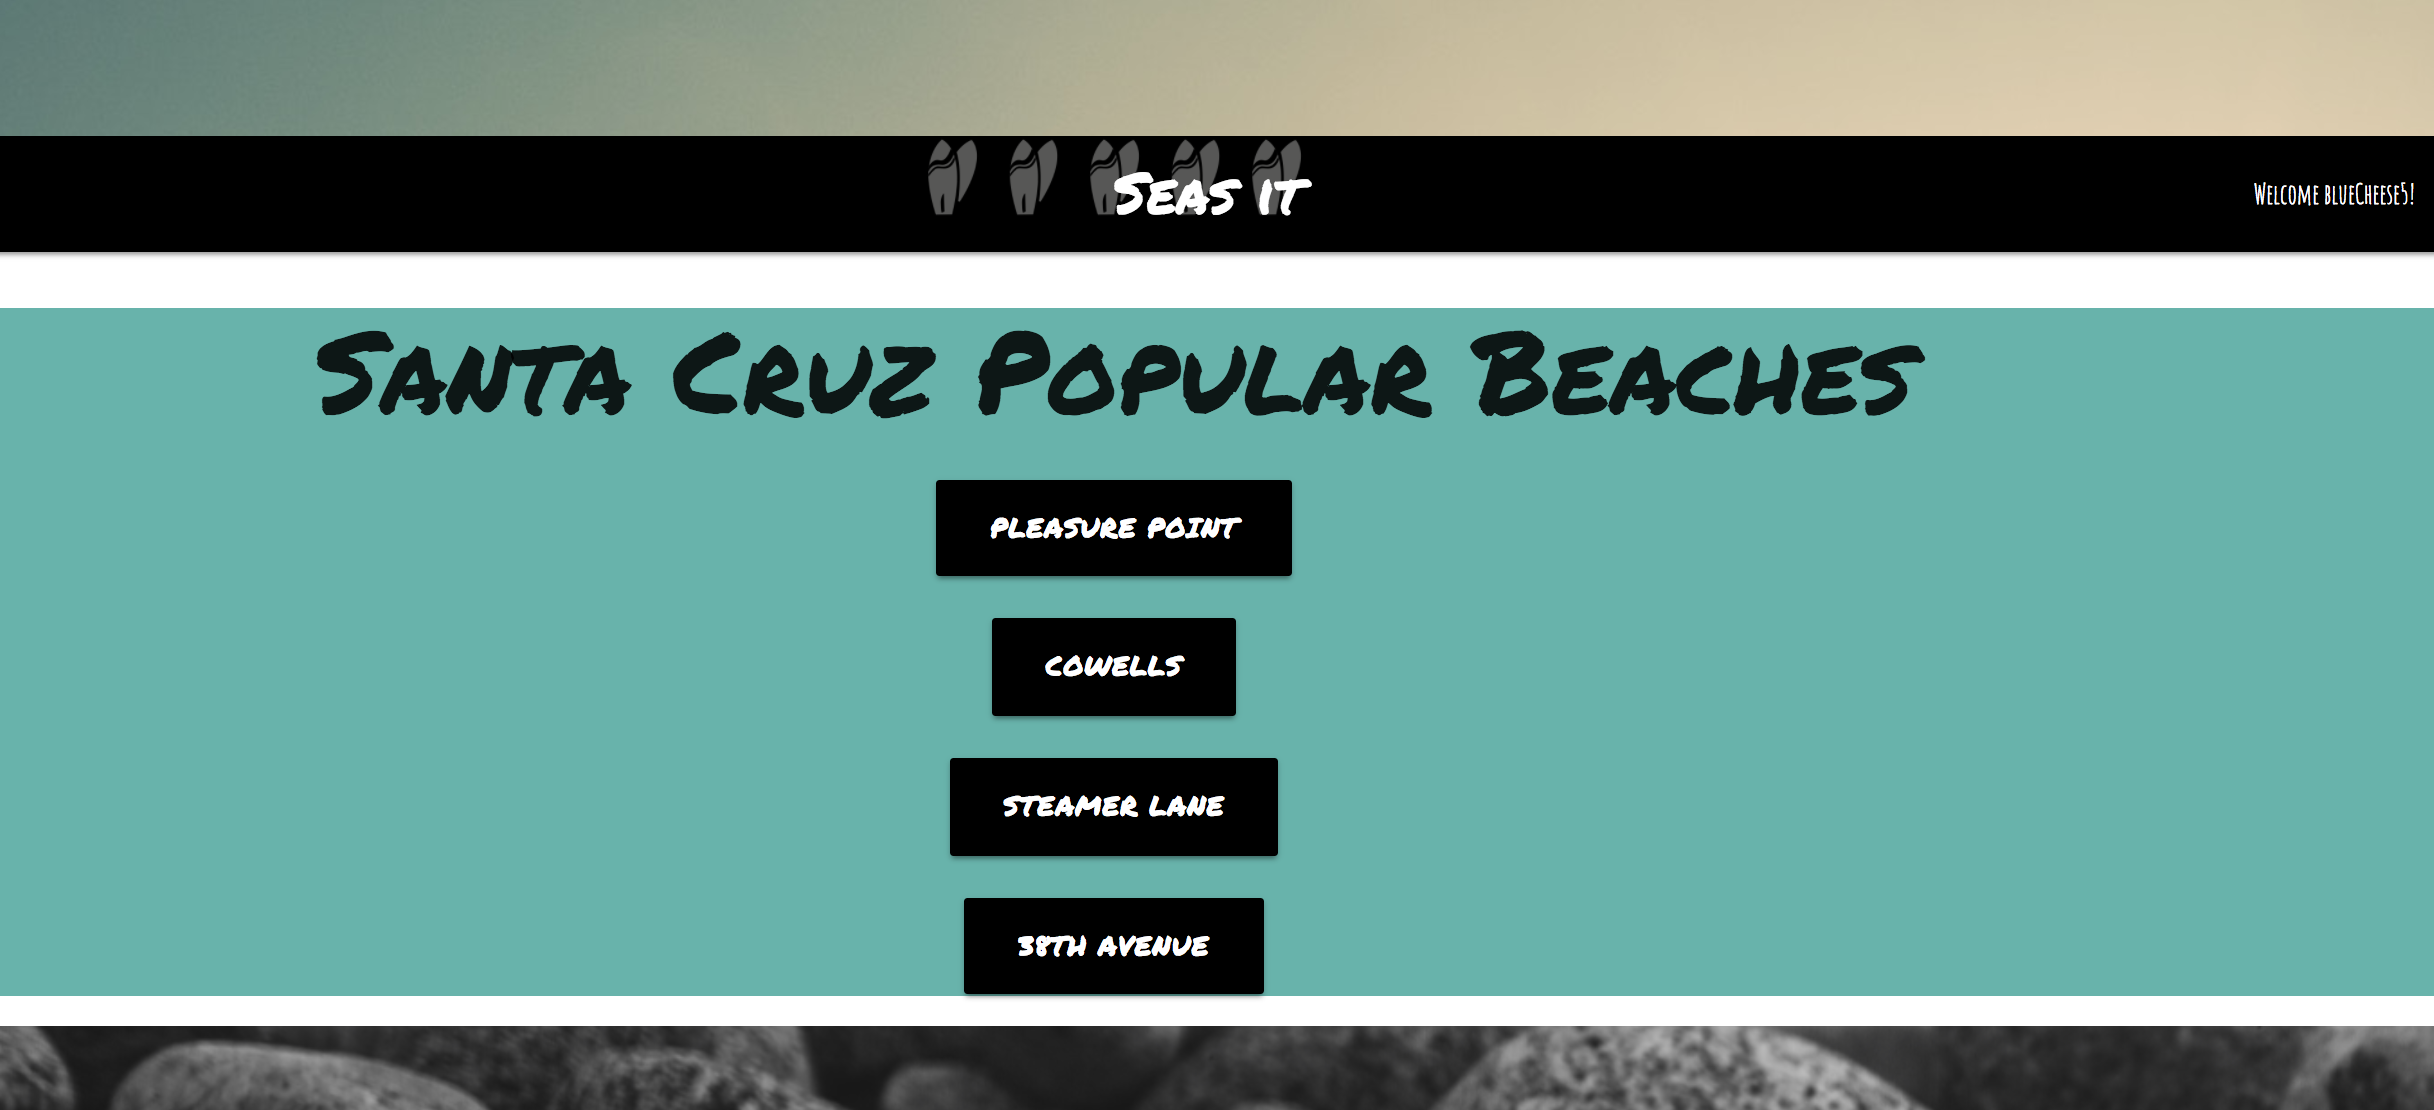 Seas it
Welcome blueCheese5!
Santa Cruz Popular Beaches
PLEASURE POINT
COWELLS
STEAMER LANE
38TH AVENUE